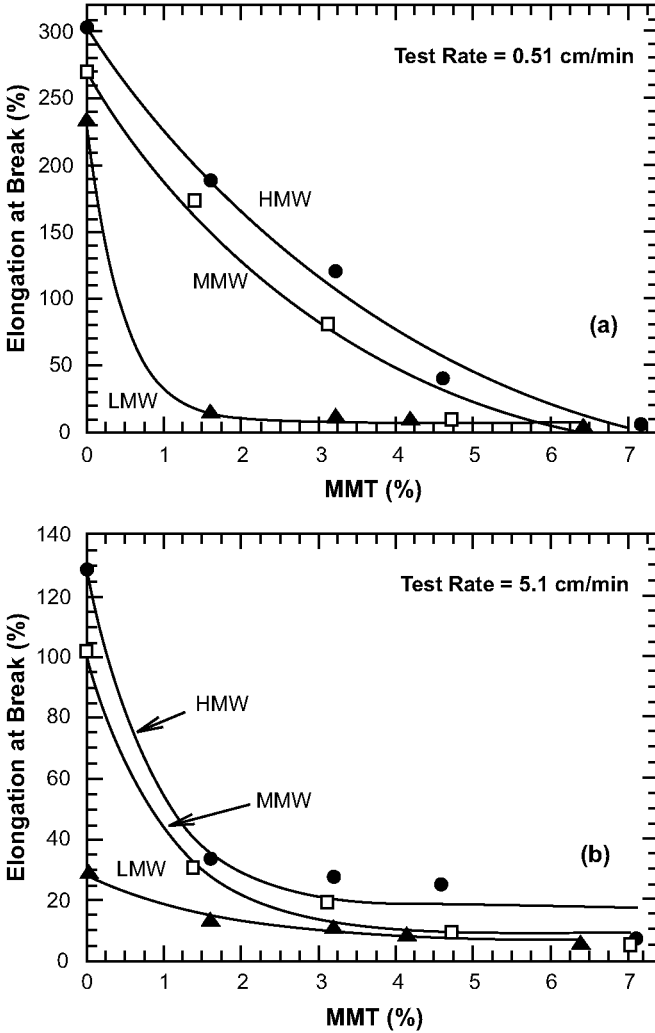 300
Test Rate = 0.51 cm/min
250
200
HMW
150
MMW
100
(a)
50
LMW
0
0 1 2 3 4 5 6 7
MMT (%)
Elongation at Break (%)
140
Test Rate = 5.1 cm/min
120
100
HMW
80
60
MMW
40
LMW
(b)
20
0
0 1 2 3 4 5 6 7
MMT (%)
Elongation at Break (%)